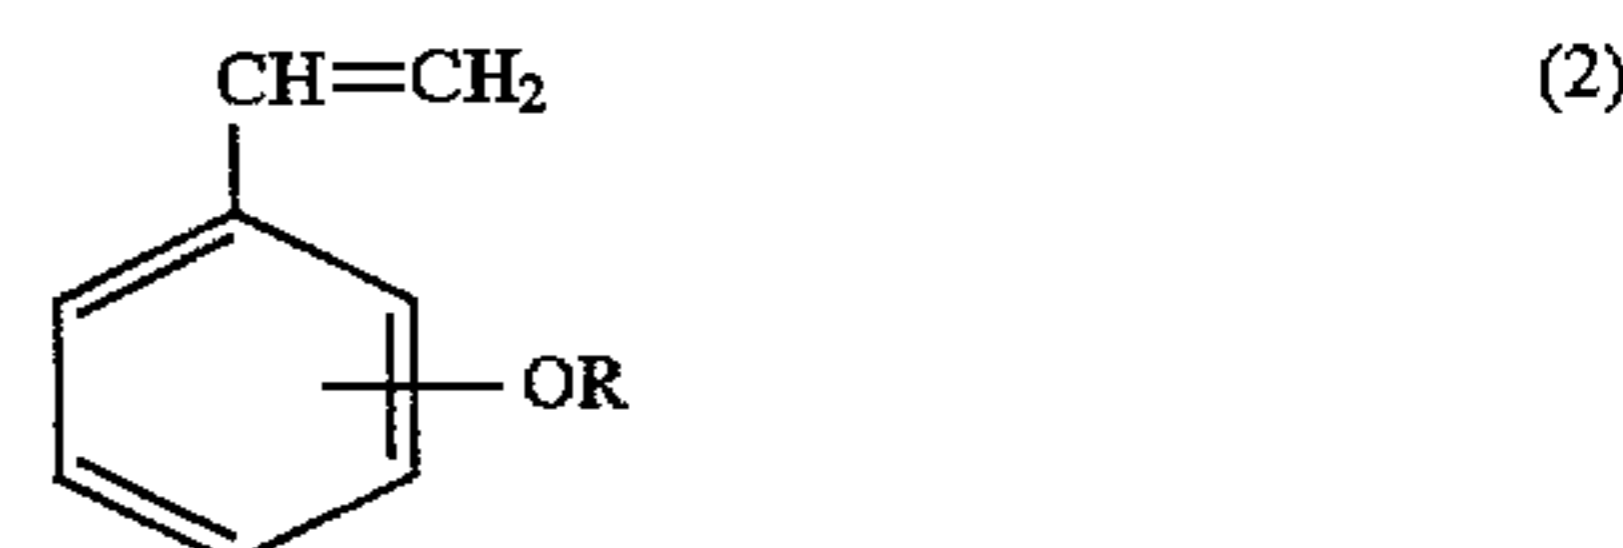 CH=CH₂ (2)
OR